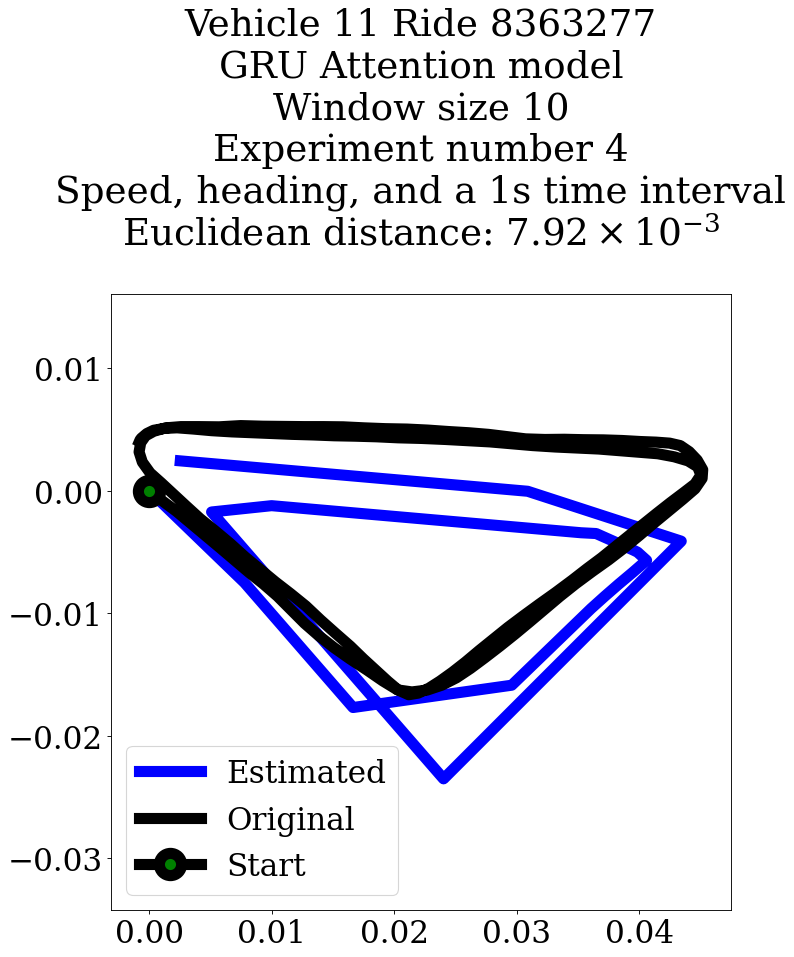 Vehicle 11 Ride 8363277
GRU Attention model
Window size 10
Experiment number 4
Speed, heading, and a 1s time interval
Euclidean distance: 7.92 × 10⁻³
0.01
0.00
−0.01
−0.02
−0.03
Estimated
Original
Start
0.00 0.01 0.02 0.03 0.04